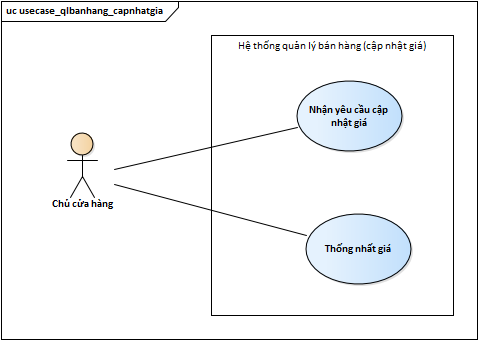 uc usecase_qlbanhang_capnhatgia
Hệ thống quản lý bán hàng (cập nhật giá)
Nhận yêu cầu cập
nhật giá
Chủ cửa hàng
Thống nhất giá